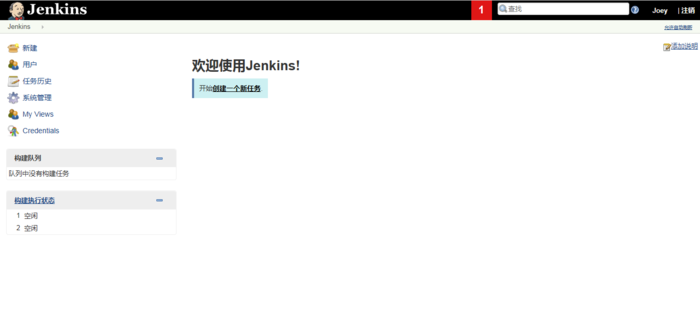 Jenkins
1
查找
Joey
| 注销
Jenkins ›
允许自动刷新
新建
用户
任务历史
系统管理
My Views
Credentials
添加说明
欢迎使用Jenkins!
开始创建一个新任务
构建队列
队列中没有构建任务
构建执行状态
1 空闲
2 空闲